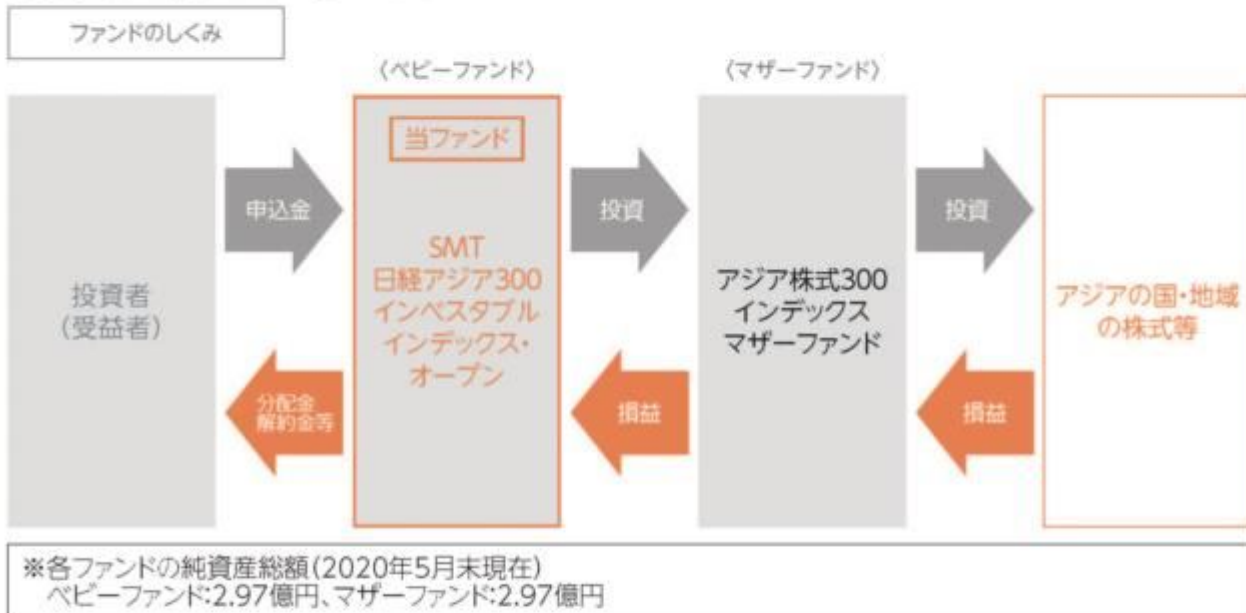 ファンドのしくみ
〈ベビーファンド〉
〈マザーファンド〉
投資者
(受益者)
申込金
分配金
解約金等
当ファンド
SMT
日経アジア300
インベスタブル
インデックス・
オープン
投資
損益
アジア株式300
インデックス
マザーファンド
投資
損益
アジアの国・地域
の株式等
※各ファンドの純資産総額(2020年5月末現在)
ベビーファンド:2.97億円、マザーファンド:2.97億円